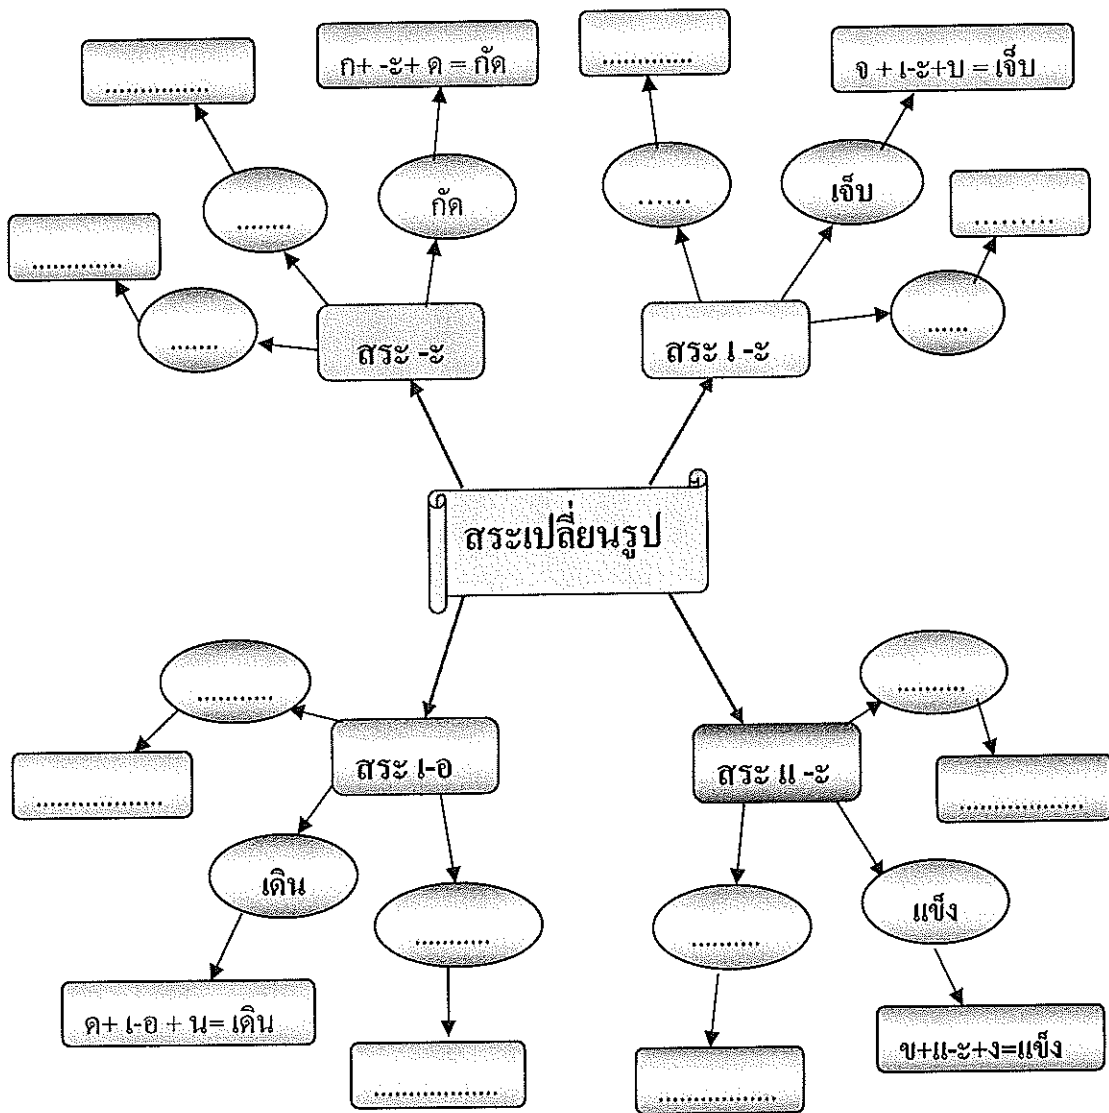 ..............
ก+ -ะ+ ด = กัด
.............
จ + เ-ะ+บ = เจ็บ
........
กัด
......
เจ็บ
.........
............
.......
สระ -ะ
สระ เ -ะ
.....
สระเปลี่ยนรูป
..........
.........
สระ เ-อ
สระ แ -ะ
.................
.................
เดิน
แข็ง
..........
.........
ด+ เ-อ + น= เดิน
ข+แ-ะ+ง=แข็ง
.................
................